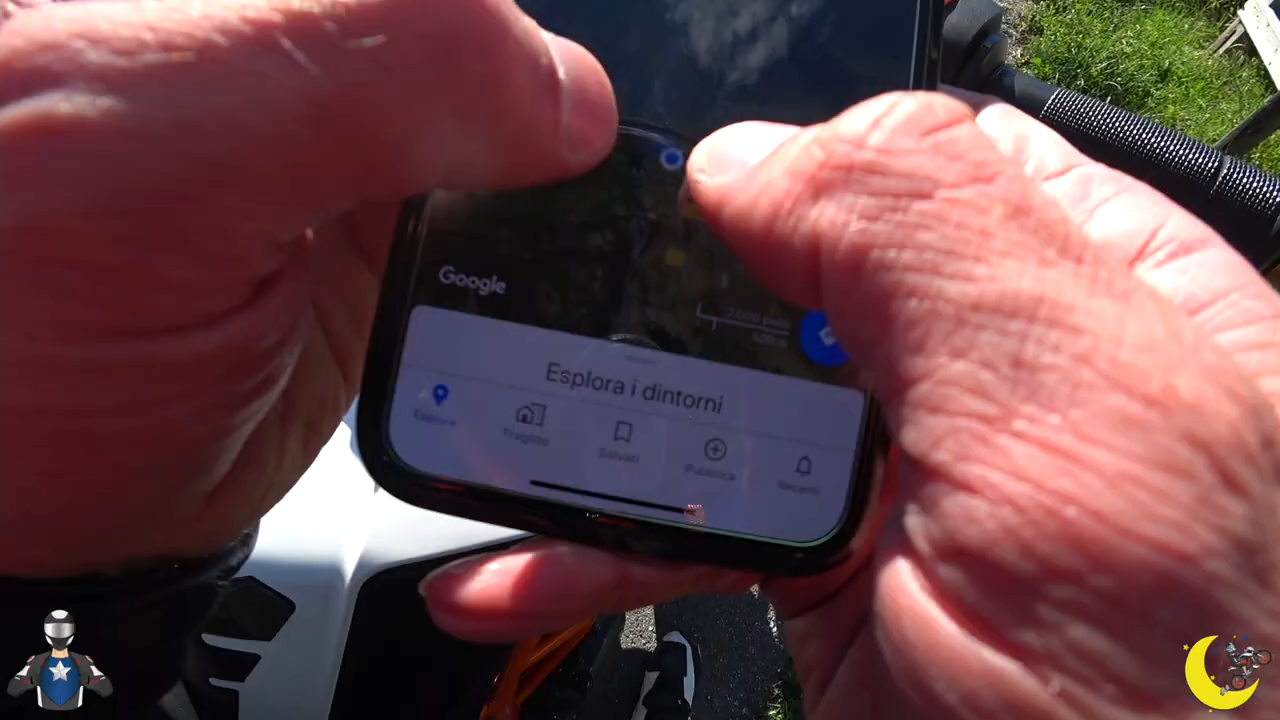 Google
Esplora i dintorni
Esplora
Tragitto
Salvati
Pubblica
Recenti